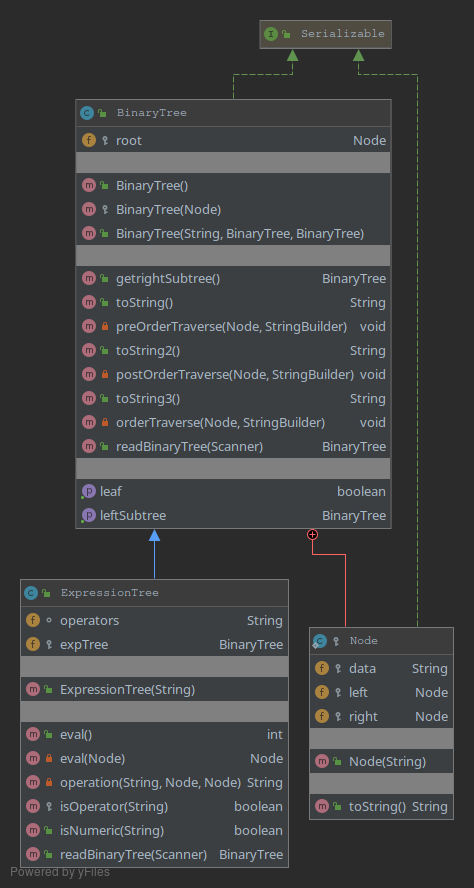 Serializable
BinaryTree
root Node
BinaryTree()
BinaryTree(Node)
BinaryTree(String, BinaryTree, BinaryTree)
getrightSubtree() BinaryTree
toString() String
preOrderTraverse(Node, StringBuilder) void
toString2() String
postOrderTraverse(Node, StringBuilder) void
toString3() String
orderTraverse(Node, StringBuilder) void
readBinaryTree(Scanner) BinaryTree
leaf boolean
leftSubtree BinaryTree
ExpressionTree
operators String
expTree BinaryTree
ExpressionTree(String)
eval() int
eval(Node) Node
operation(String, Node, Node) String
isOperator(String) boolean
isNumeric(String) boolean
readBinaryTree(Scanner) BinaryTree
Node
data String
left Node
right Node
Node(String)
toString() String
Powered by yFiles